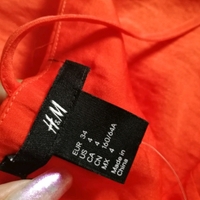 H&M
EUR 34
US 4
CA 4
CN 160/84A
MX 4
Made in
China